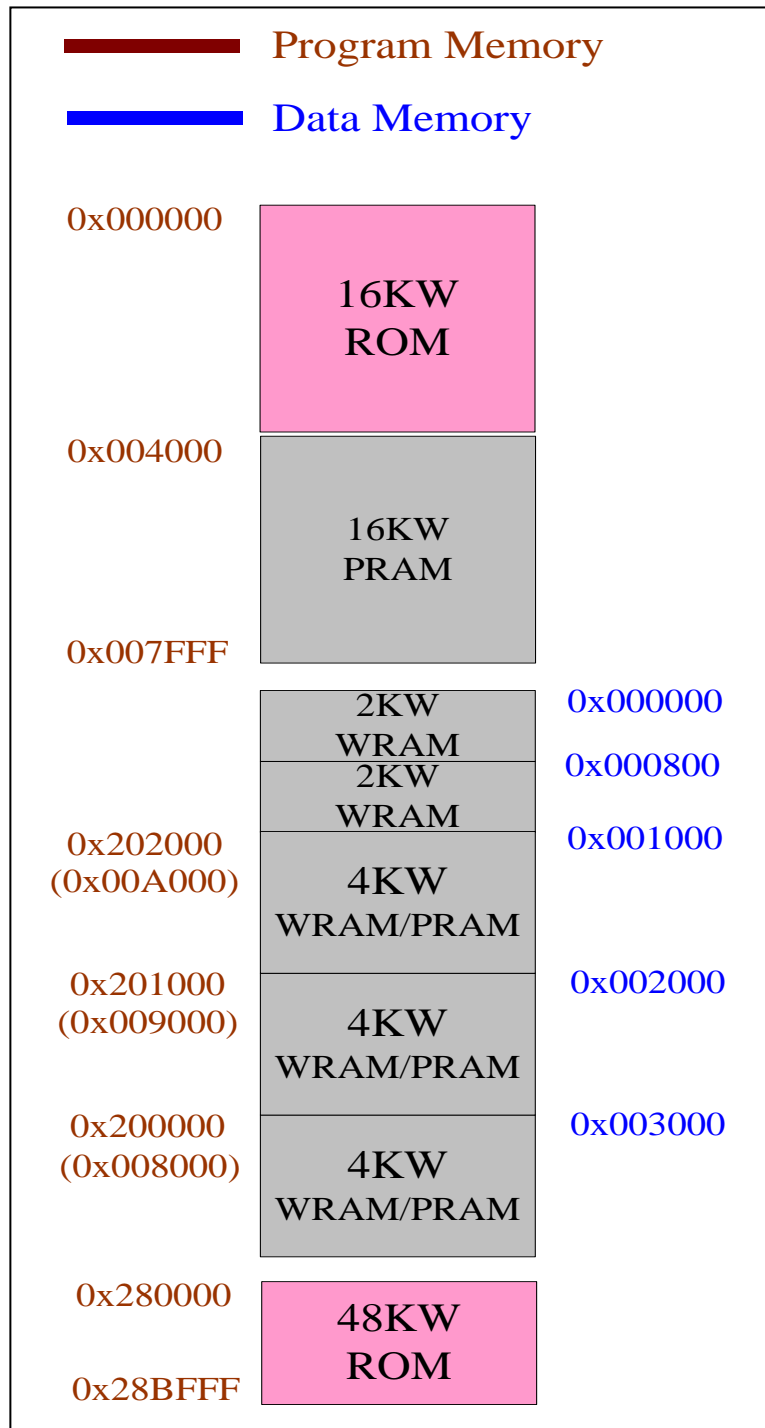 Program Memory
Data Memory
0x000000
16KW
ROM
0x004000
16KW
PRAM
0x007FFF
2KW
WRAM
0x000000
2KW
WRAM
0x000800
0x202000
(0x00A000)
4KW
WRAM/PRAM
0x001000
0x201000
(0x009000)
4KW
WRAM/PRAM
0x002000
0x200000
(0x008000)
4KW
WRAM/PRAM
0x003000
0x280000
48KW
ROM
0x28BFFF